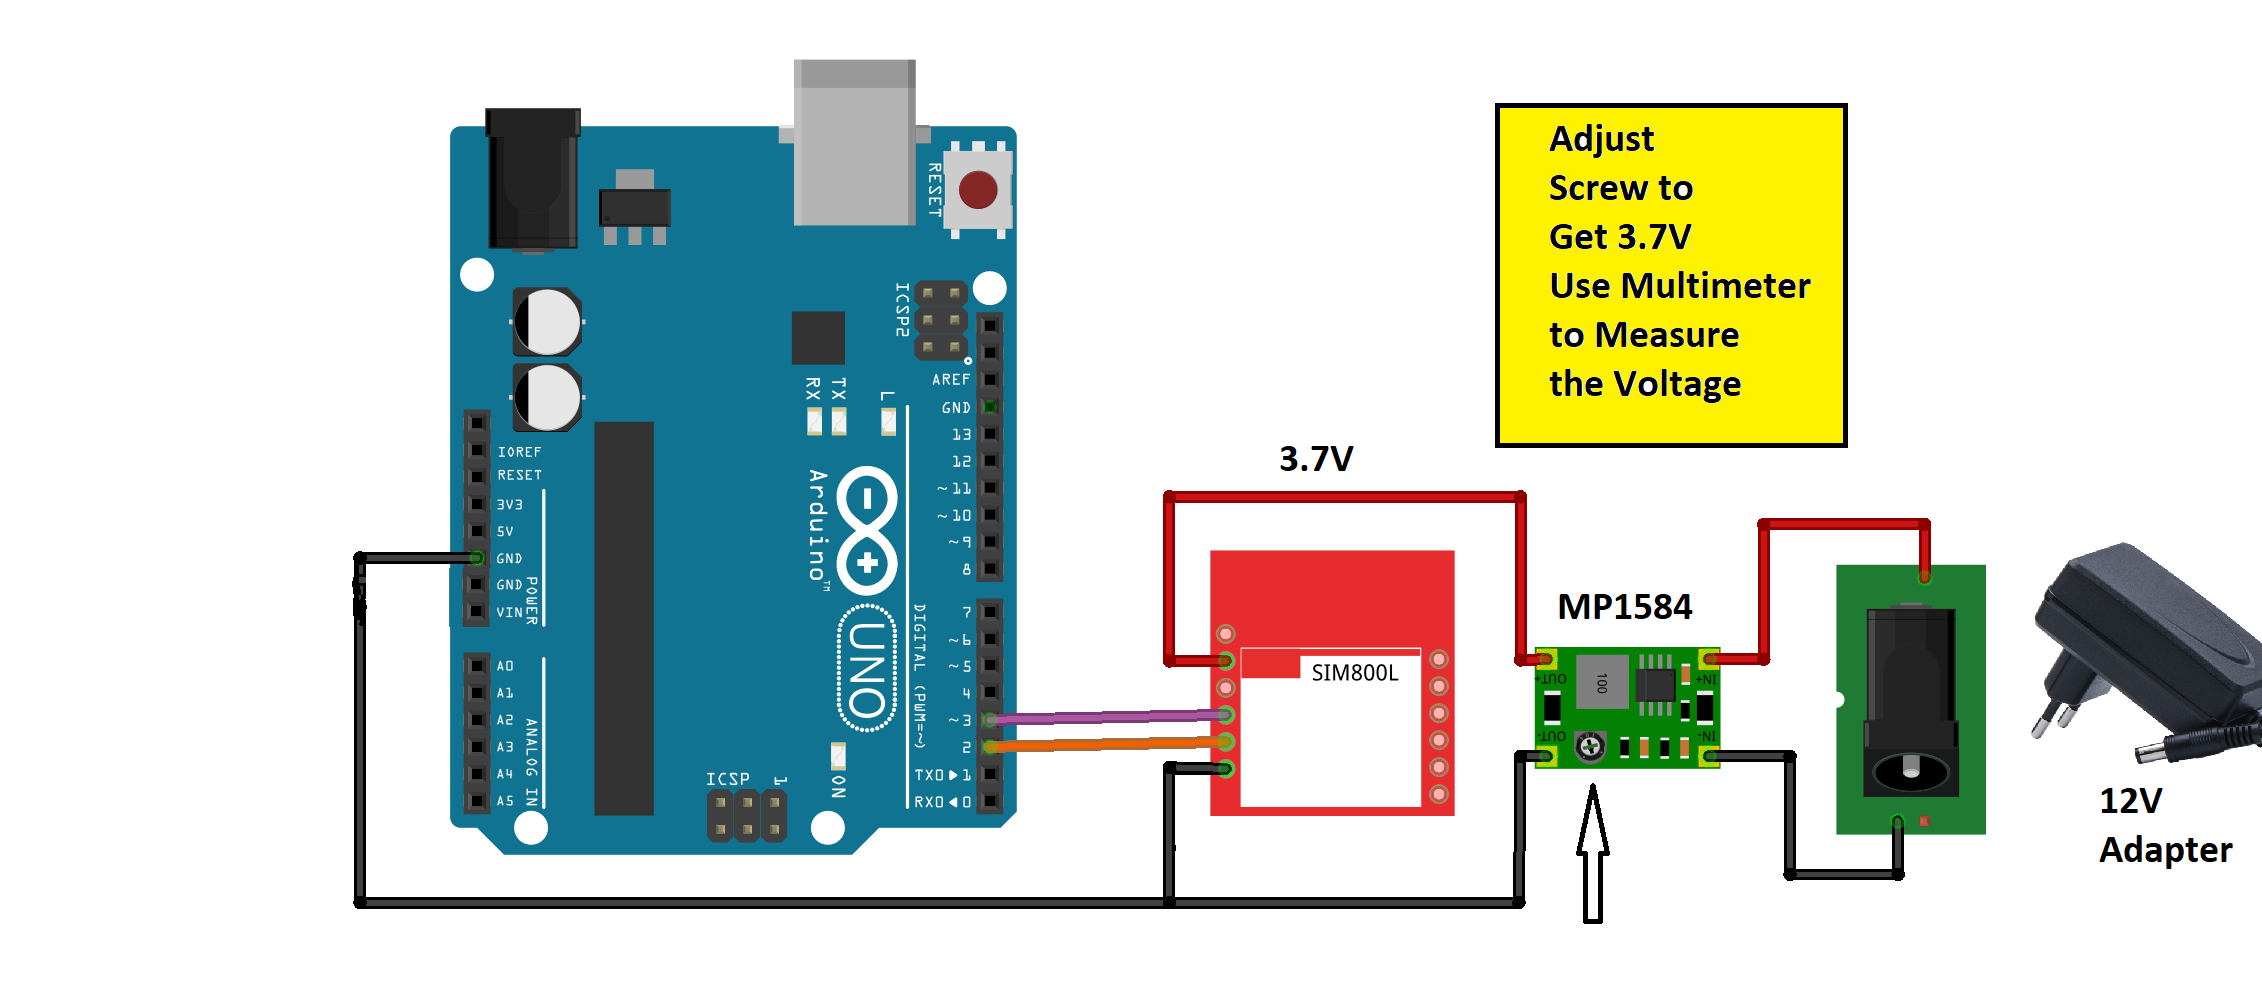 Adjust
Screw to
Get 3.7V
Use Multimeter
to Measure
the Voltage
3.7V
MP1584
SIM800L
12V
Adapter
RESET
ICSP2
AREF
GND
13
12
~11
~10
~9
8
7
~6
~5
4
~3
2
TX0▶1
RX0◀0
DIGITAL (PWM=~)
RX
TX
L
Arduino™
UNO
ON
ICSP
1
IOREF
RESET
3V3
5V
GND
GND
VIN
POWER
A0
A1
A2
A3
A4
A5
ANALOG IN
OUT+
OUT-
IN+
IN-
100